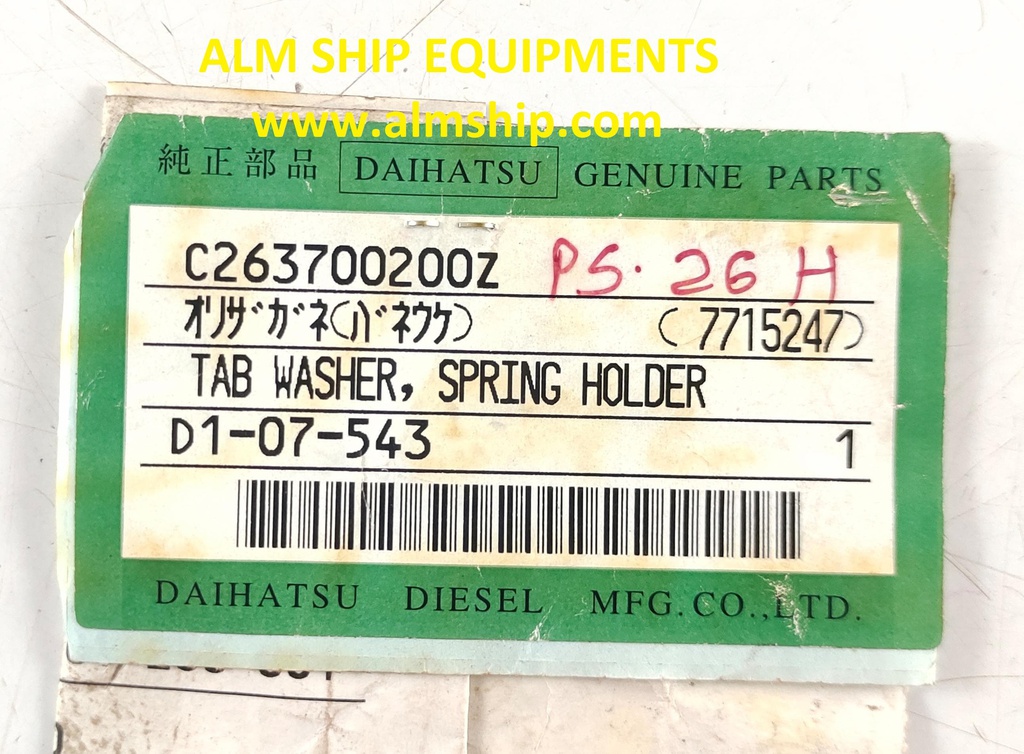 ALM SHIP EQUIPMENTS
www.almship.com
純正部品 DAIHATSU GENUINE PARTS
C263700200Z PS. 26 H
オリザガネ(バネウケ) (7715247)
TAB WASHER, SPRING HOLDER
D1-07-543 1
DAIHATSU DIESEL MFG.CO.,LTD.